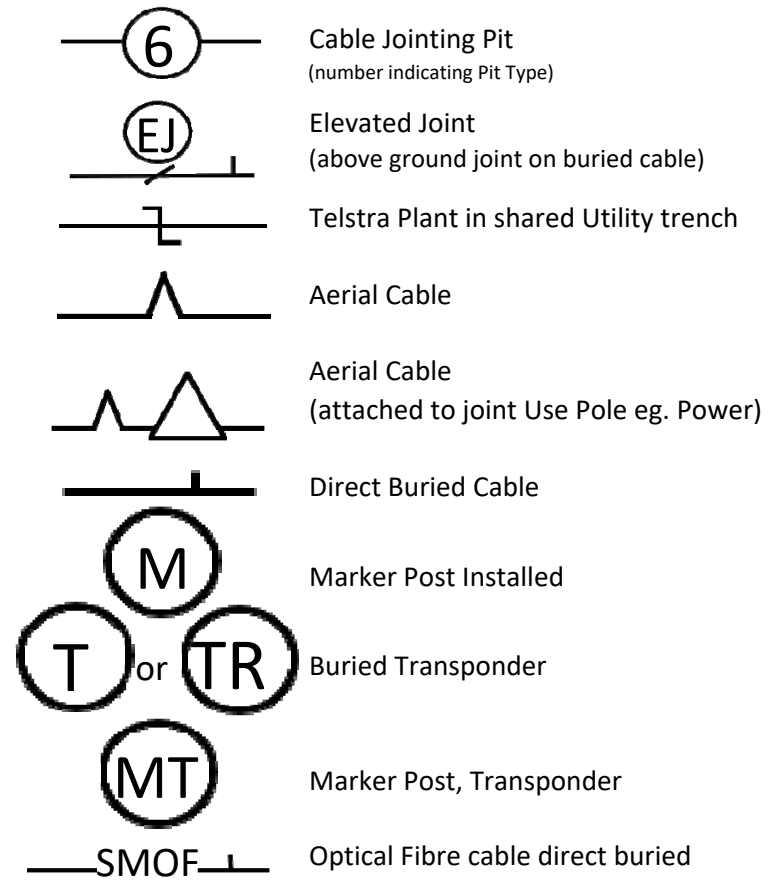 6
Cable Jointing Pit
(number indicating Pit Type)
EJ
Elevated Joint
(above ground joint on buried cable)
Telstra Plant in shared Utility trench
Aerial Cable
Aerial Cable
(attached to joint Use Pole eg. Power)
Direct Buried Cable
M
Marker Post Installed
T or TR
Buried Transponder
MT
Marker Post, Transponder
SMOF
Optical Fibre cable direct buried